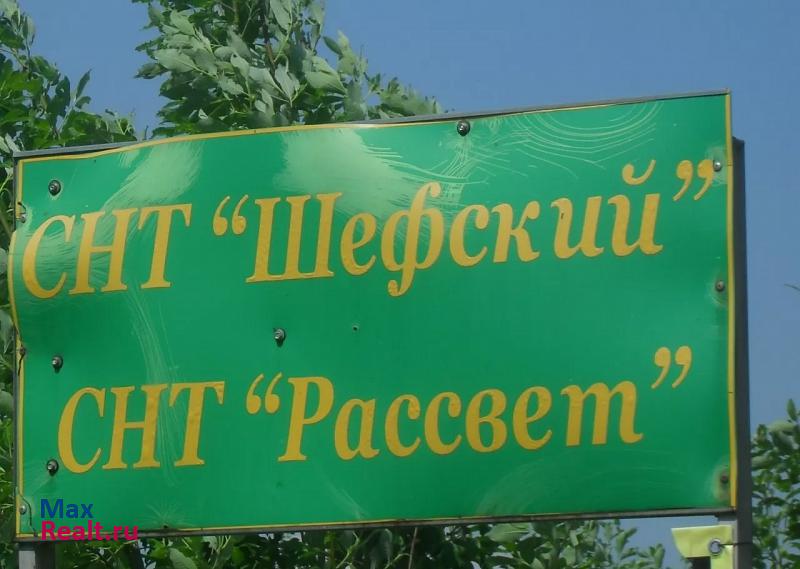 СНТ “Шефский”
СНТ “Рассвет”
Max
Realt.ru